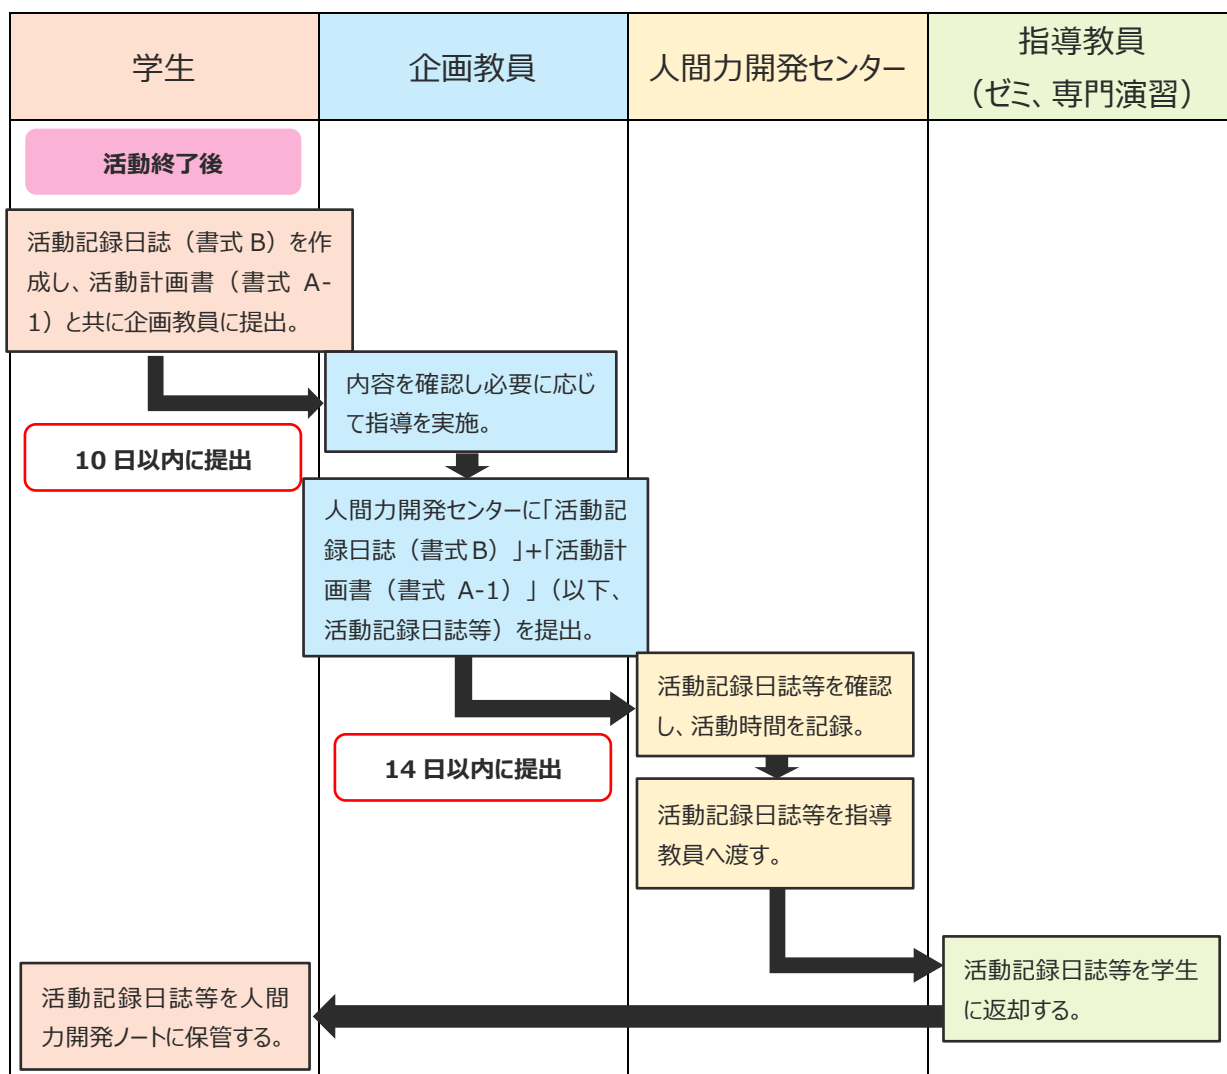 学生
企画教員
人間力開発センター
指導教員
（ゼミ、専門演習）
活動終了後
活動記録日誌（書式 B）を作
成し、活動計画書（書式 A-
1）と共に企画教員に提出。
10 日以内に提出
内容を確認し必要に応じ
て指導を実施。
人間力開発センターに「活動記
録日誌（書式 B）」+「活動計
画書（書式 A-1）」（以下、
活動記録日誌等）を提出。
14 日以内に提出
活動記録日誌等を確認
し、活動時間を記録。
活動記録日誌等を指導
教員へ渡す。
活動記録日誌等を学生
に返却する。
活動記録日誌等を人間
力開発ノートに保管する。